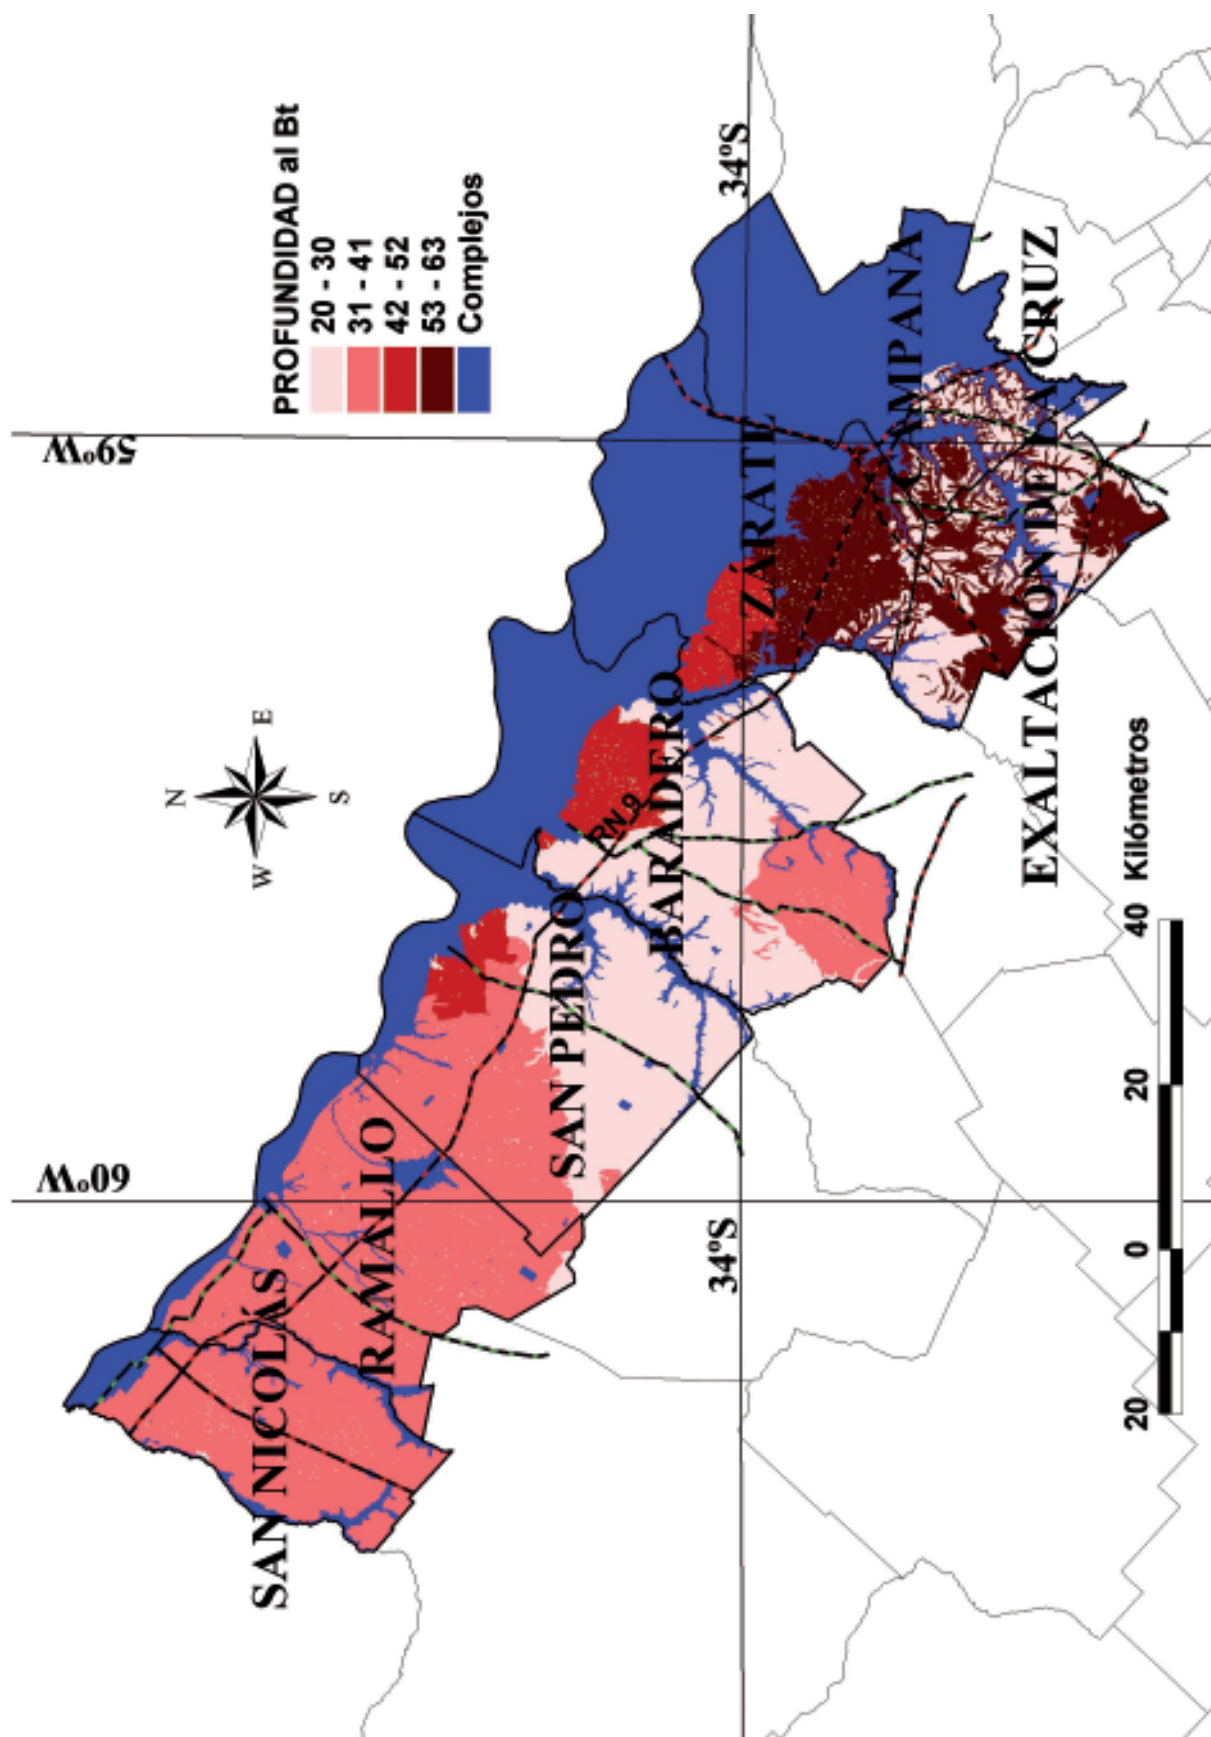 PROFUNDIDAD al Bt
20 - 30
31 - 41
42 - 52
53 - 63
Complejos
N
E
S
W
60ºW
59ºW
34ºS
34ºS
SAN NICOLÁS
RAMALLO
SAN PEDRO
BARADERO
RN 9
ZÁRATE
CAMPANA
EXALTACIÓN DE LA CRUZ
20 0 20 40 Kilómetros